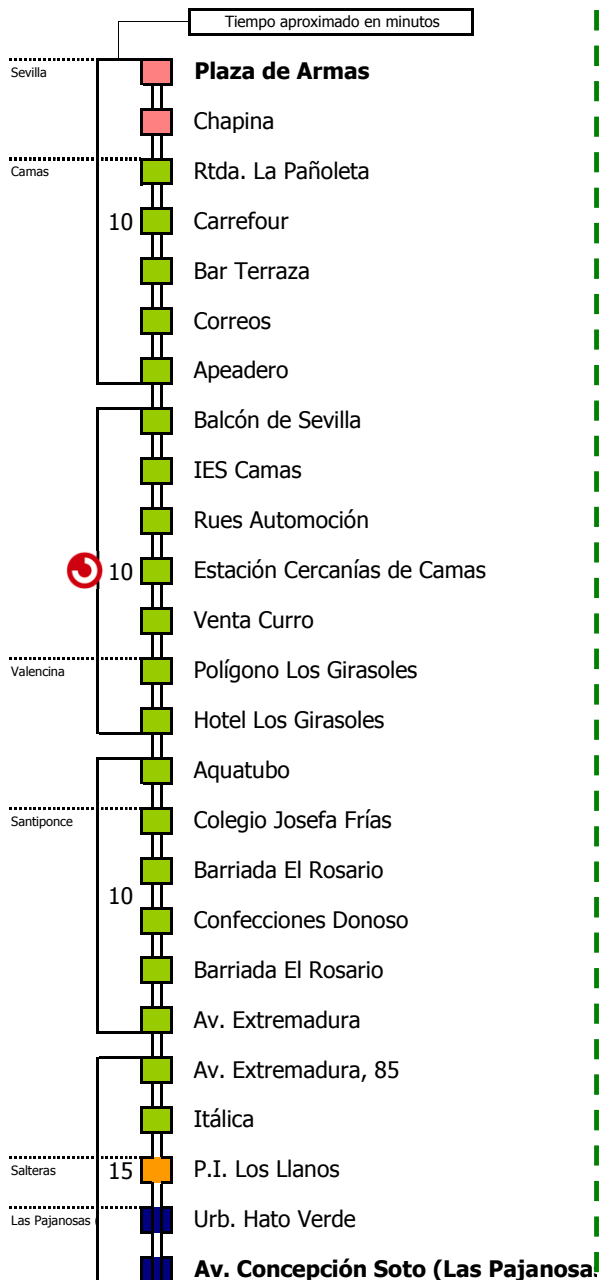 Tiempo aproximado en minutos
Sevilla
Plaza de Armas
Chapina
Camas
Rtda. La Pañoleta
10
Carrefour
Bar Terraza
Correos
Apeadero
Balcón de Sevilla
IES Camas
Rues Automoción
10
Estación Cercanías de Camas
Venta Curro
Valencina
Polígono Los Girasoles
Hotel Los Girasoles
Aquatubo
Santiponce
Colegio Josefa Frías
Barriada El Rosario
10
Confecciones Donoso
Barriada El Rosario
Av. Extremadura
Av. Extremadura, 85
Itálica
Salteras
15
P.I. Los Llanos
Las Pajanosas (
Urb. Hato Verde
Av. Concepción Soto (Las Pajanosa